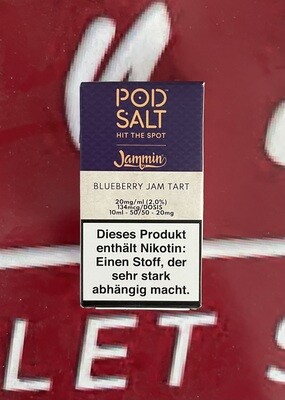 POD
SALT
HIT THE SPOT
Jammin
BLUEBERRY JAM TART
20mg/ml (2.0%)
134mcg/DOSIS
10ml - 50/50 - 20mg
Dieses Produkt
enthält Nikotin:
Einen Stoff, der
sehr stark
abhängig macht.
LET S